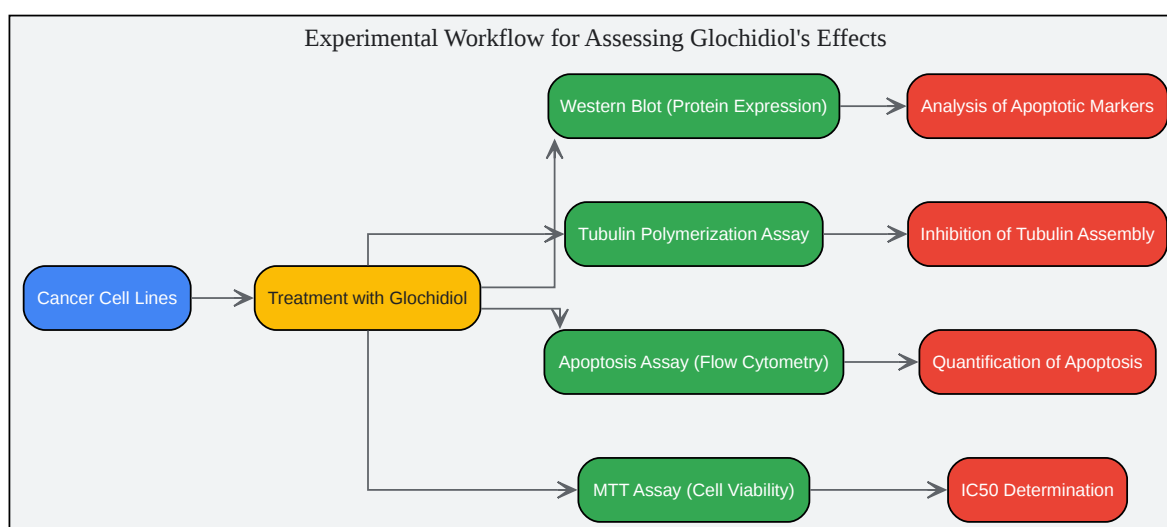 Experimental Workflow for Assessing Glochidiol's Effects
Western Blot (Protein Expression)
Analysis of Apoptotic Markers
Tubulin Polymerization Assay
Inhibition of Tubulin Assembly
Cancer Cell Lines
Treatment with Glochidiol
Apoptosis Assay (Flow Cytometry)
Quantification of Apoptosis
MTT Assay (Cell Viability)
IC50 Determination